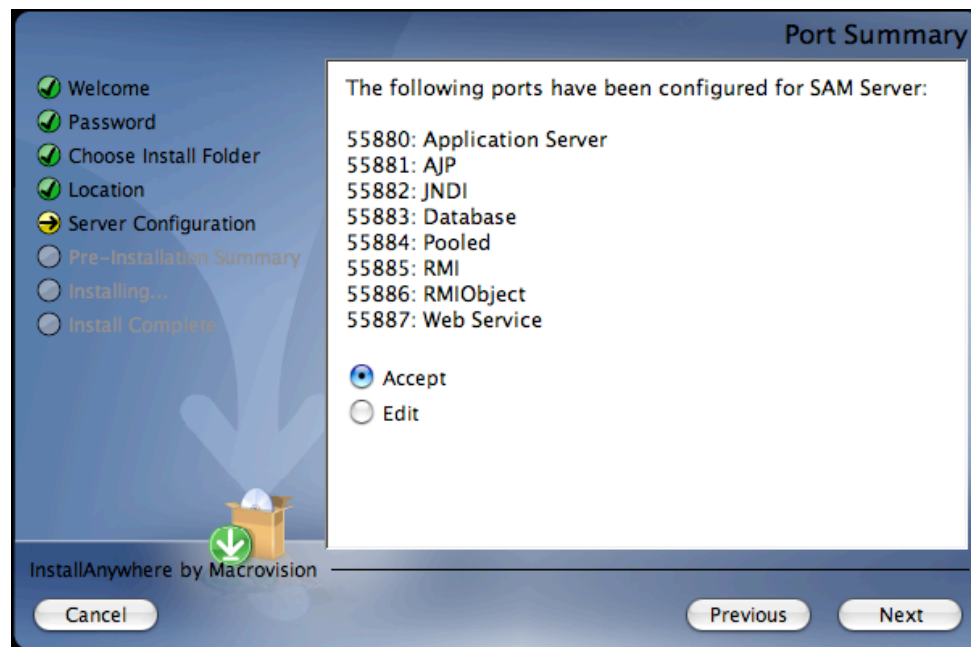 Port Summary
Welcome
Password
Choose Install Folder
Location
Server Configuration
Pre-Installation Summary
Installing...
Install Complete
The following ports have been configured for SAM Server:
55880: Application Server
55881: AJP
55882: JNDI
55883: Database
55884: Pooled
55885: RMI
55886: RMIObject
55887: Web Service
Accept
Edit
InstallAnywhere by Macrovision
Cancel
Previous
Next